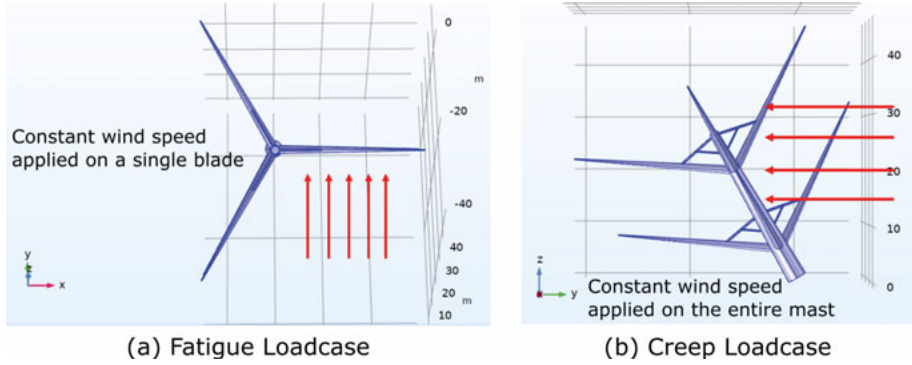 0
m
-20
Constant wind speed
applied on a single blade
-40
40
30
20
m
10
y
z
x
(a) Fatigue Loadcase
40
30
20
10
0
z
y
Constant wind speed
applied on the entire mast
(b) Creep Loadcase